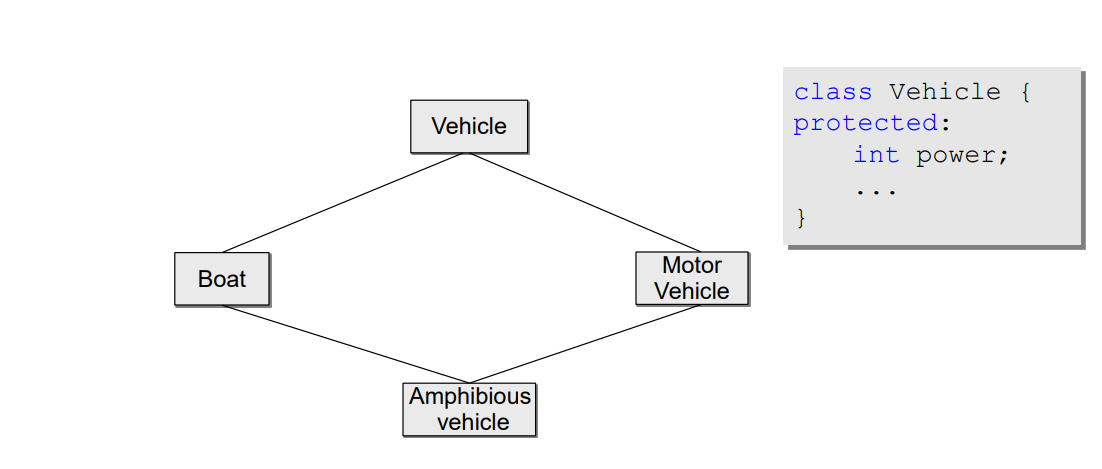 Vehicle
Boat
Motor
Vehicle
Amphibious
vehicle
class Vehicle {
protected:
    int power;
    ...
}